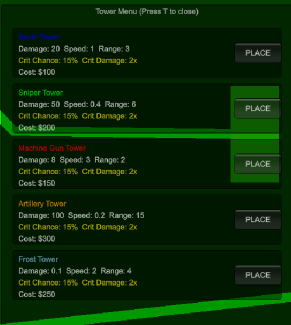 Tower Menu (Press T to close)
Basic Tower
Damage: 20 Speed: 1 Range: 3
Crit Chance: 15% Crit Damage: 2x
Cost: $100
PLACE
Sniper Tower
Damage: 50 Speed: 0.4 Range: 6
Crit Chance: 15% Crit Damage: 2x
Cost: $200
PLACE
Machine Gun Tower
Damage: 8 Speed: 3 Range: 2
Crit Chance: 15% Crit Damage: 2x
Cost: $150
PLACE
Artillery Tower
Damage: 100 Speed: 0.2 Range: 15
Crit Chance: 15% Crit Damage: 2x
Cost: $300
PLACE
Frost Tower
Damage: 0.1 Speed: 2 Range: 4
Crit Chance: 15% Crit Damage: 2x
Cost: $250
PLACE